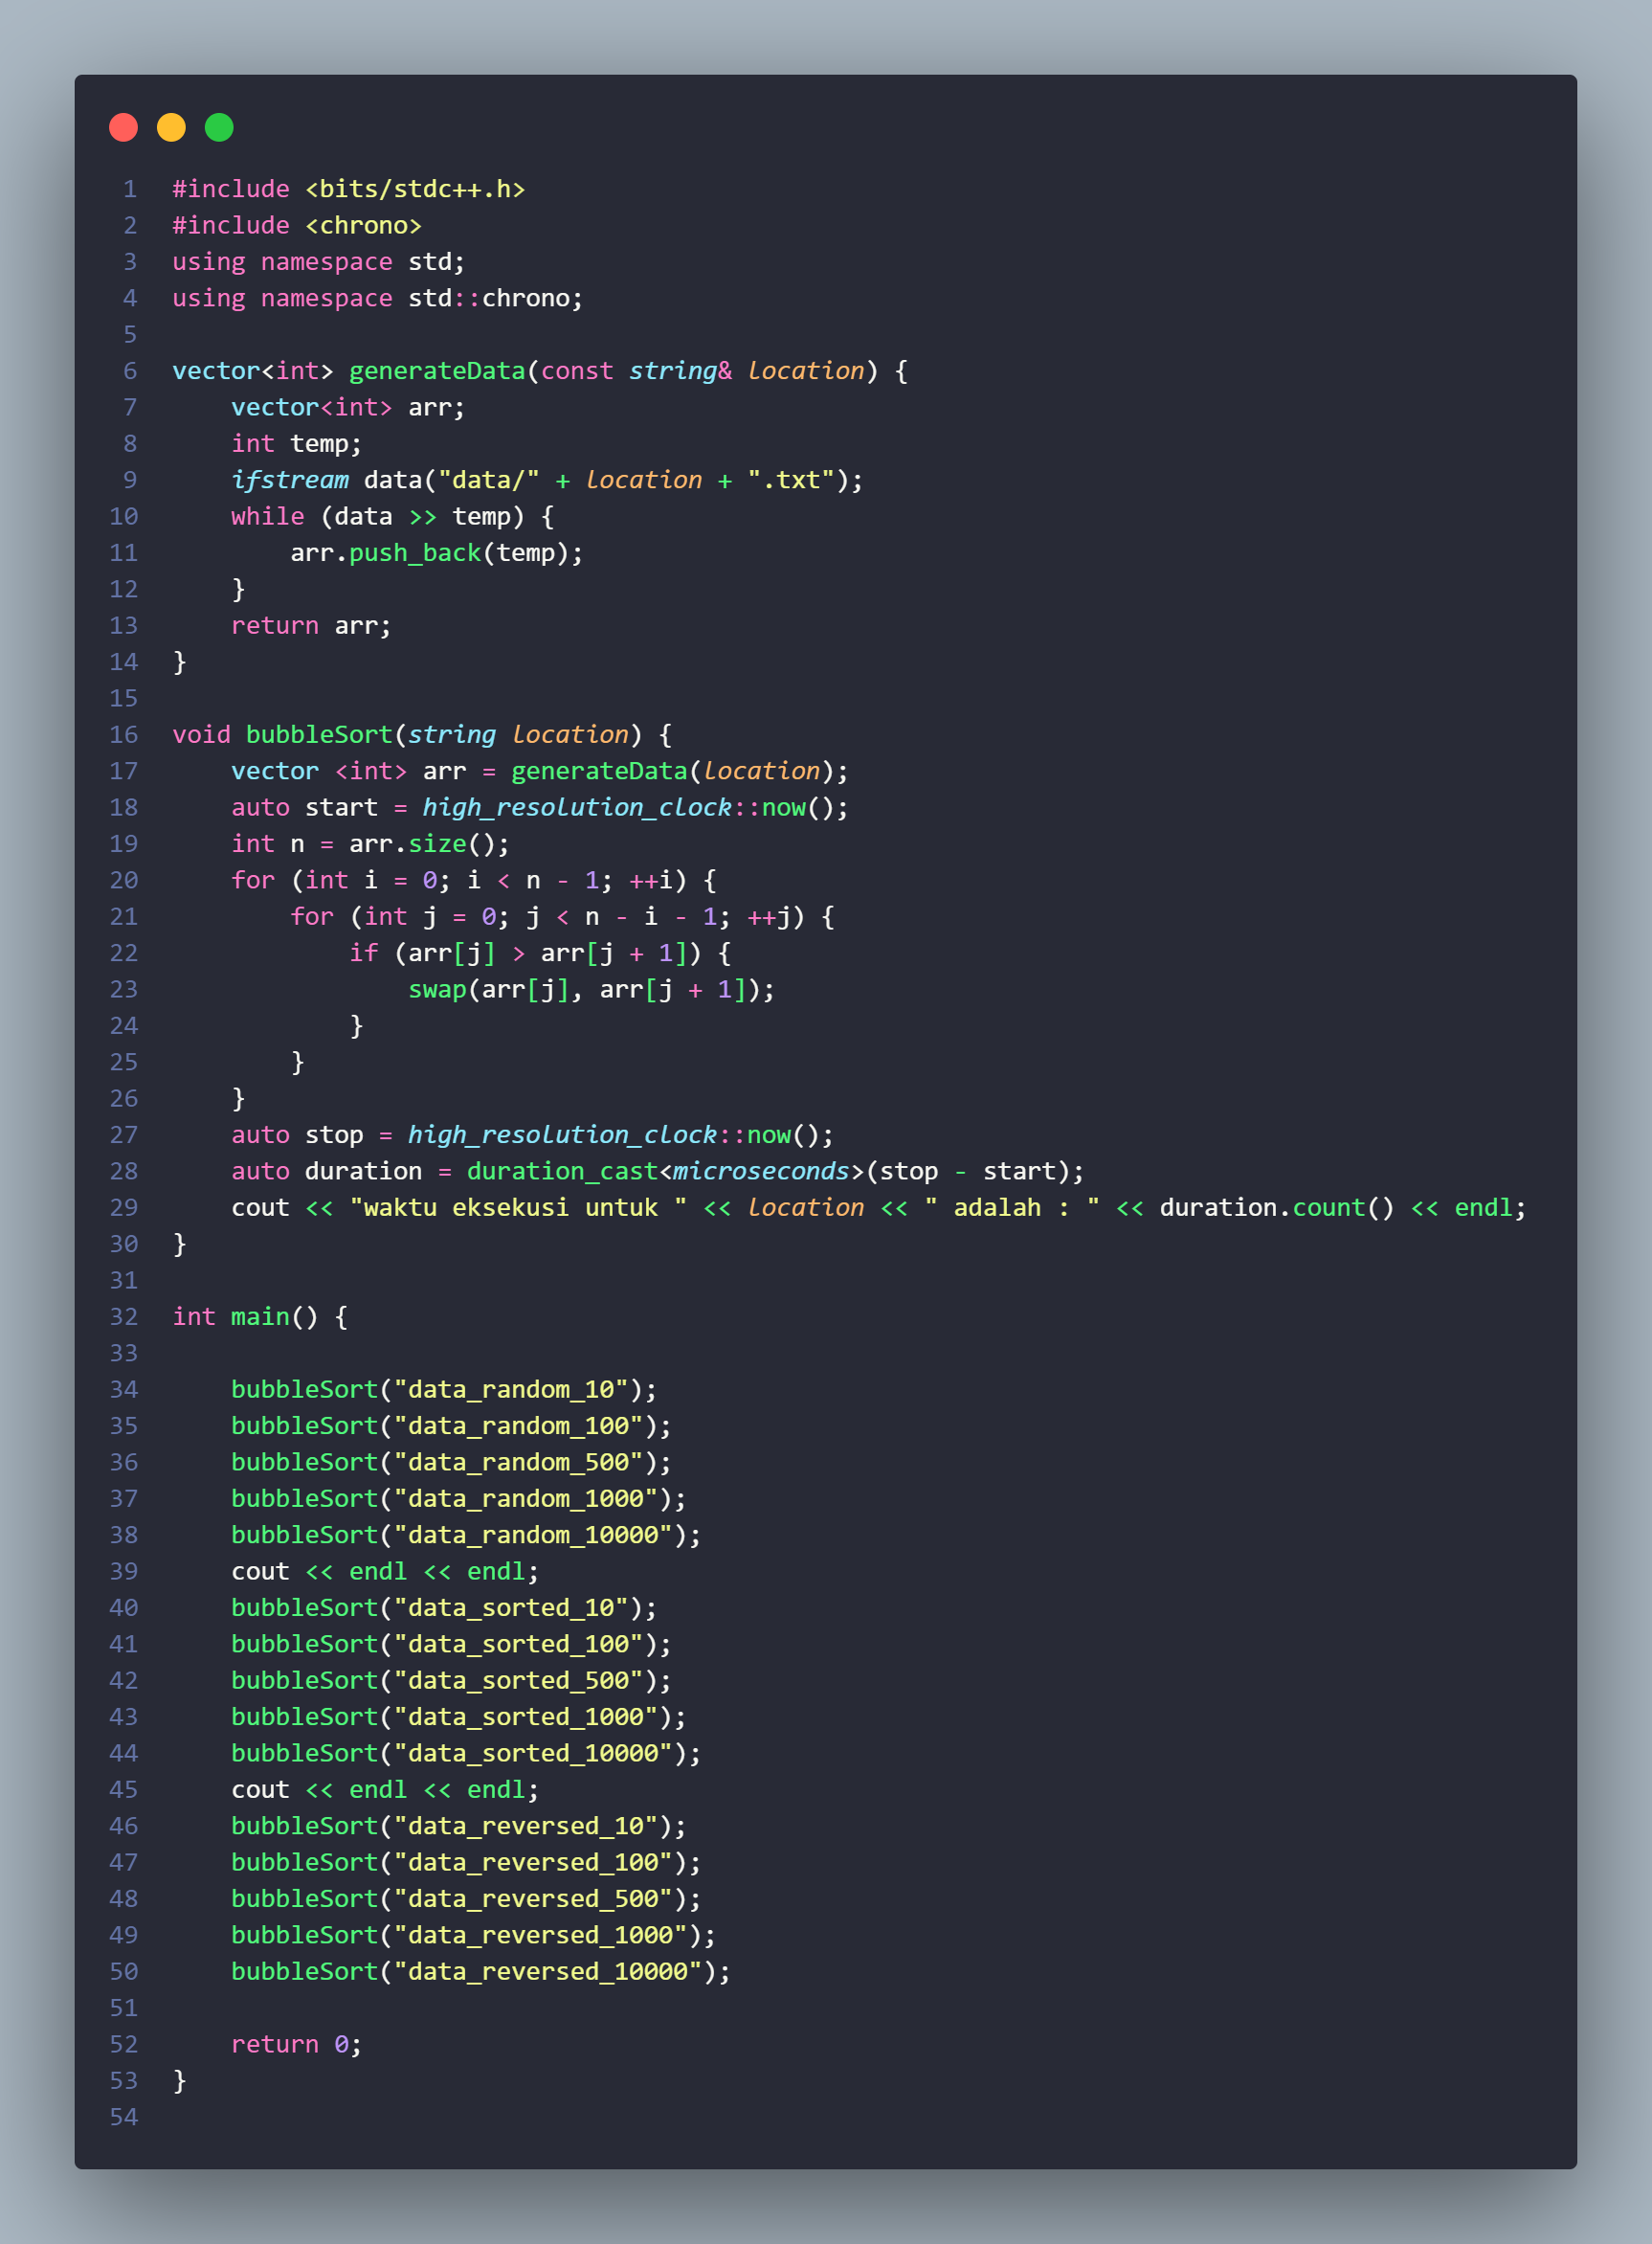 1 #include <bits/stdc++.h>
2 #include <chrono>
3 using namespace std;
4 using namespace std::chrono;
5
6 vector<int> generateData(const string& location) {
7     vector<int> arr;
8     int temp;
9     ifstream data("data/" + location + ".txt");
10     while (data >> temp) {
11         arr.push_back(temp);
12     }
13     return arr;
14 }
15
16 void bubbleSort(string location) {
17     vector <int> arr = generateData(location);
18     auto start = high_resolution_clock::now();
19     int n = arr.size();
20     for (int i = 0; i < n - 1; ++i) {
21         for (int j = 0; j < n - i - 1; ++j) {
22             if (arr[j] > arr[j + 1]) {
23                 swap(arr[j], arr[j + 1]);
24             }
25         }
26     }
27     auto stop = high_resolution_clock::now();
28     auto duration = duration_cast<microseconds>(stop - start);
29     cout << "waktu eksekusi untuk " << location << " adalah : " << duration.count() << endl;
30 }
31
32 int main() {
33
34     bubbleSort("data_random_10");
35     bubbleSort("data_random_100");
36     bubbleSort("data_random_500");
37     bubbleSort("data_random_1000");
38     bubbleSort("data_random_10000");
39     cout << endl << endl;
40     bubbleSort("data_sorted_10");
41     bubbleSort("data_sorted_100");
42     bubbleSort("data_sorted_500");
43     bubbleSort("data_sorted_1000");
44     bubbleSort("data_sorted_10000");
45     cout << endl << endl;
46     bubbleSort("data_reversed_10");
47     bubbleSort("data_reversed_100");
48     bubbleSort("data_reversed_500");
49     bubbleSort("data_reversed_1000");
50     bubbleSort("data_reversed_10000");
51
52     return 0;
53 }
54